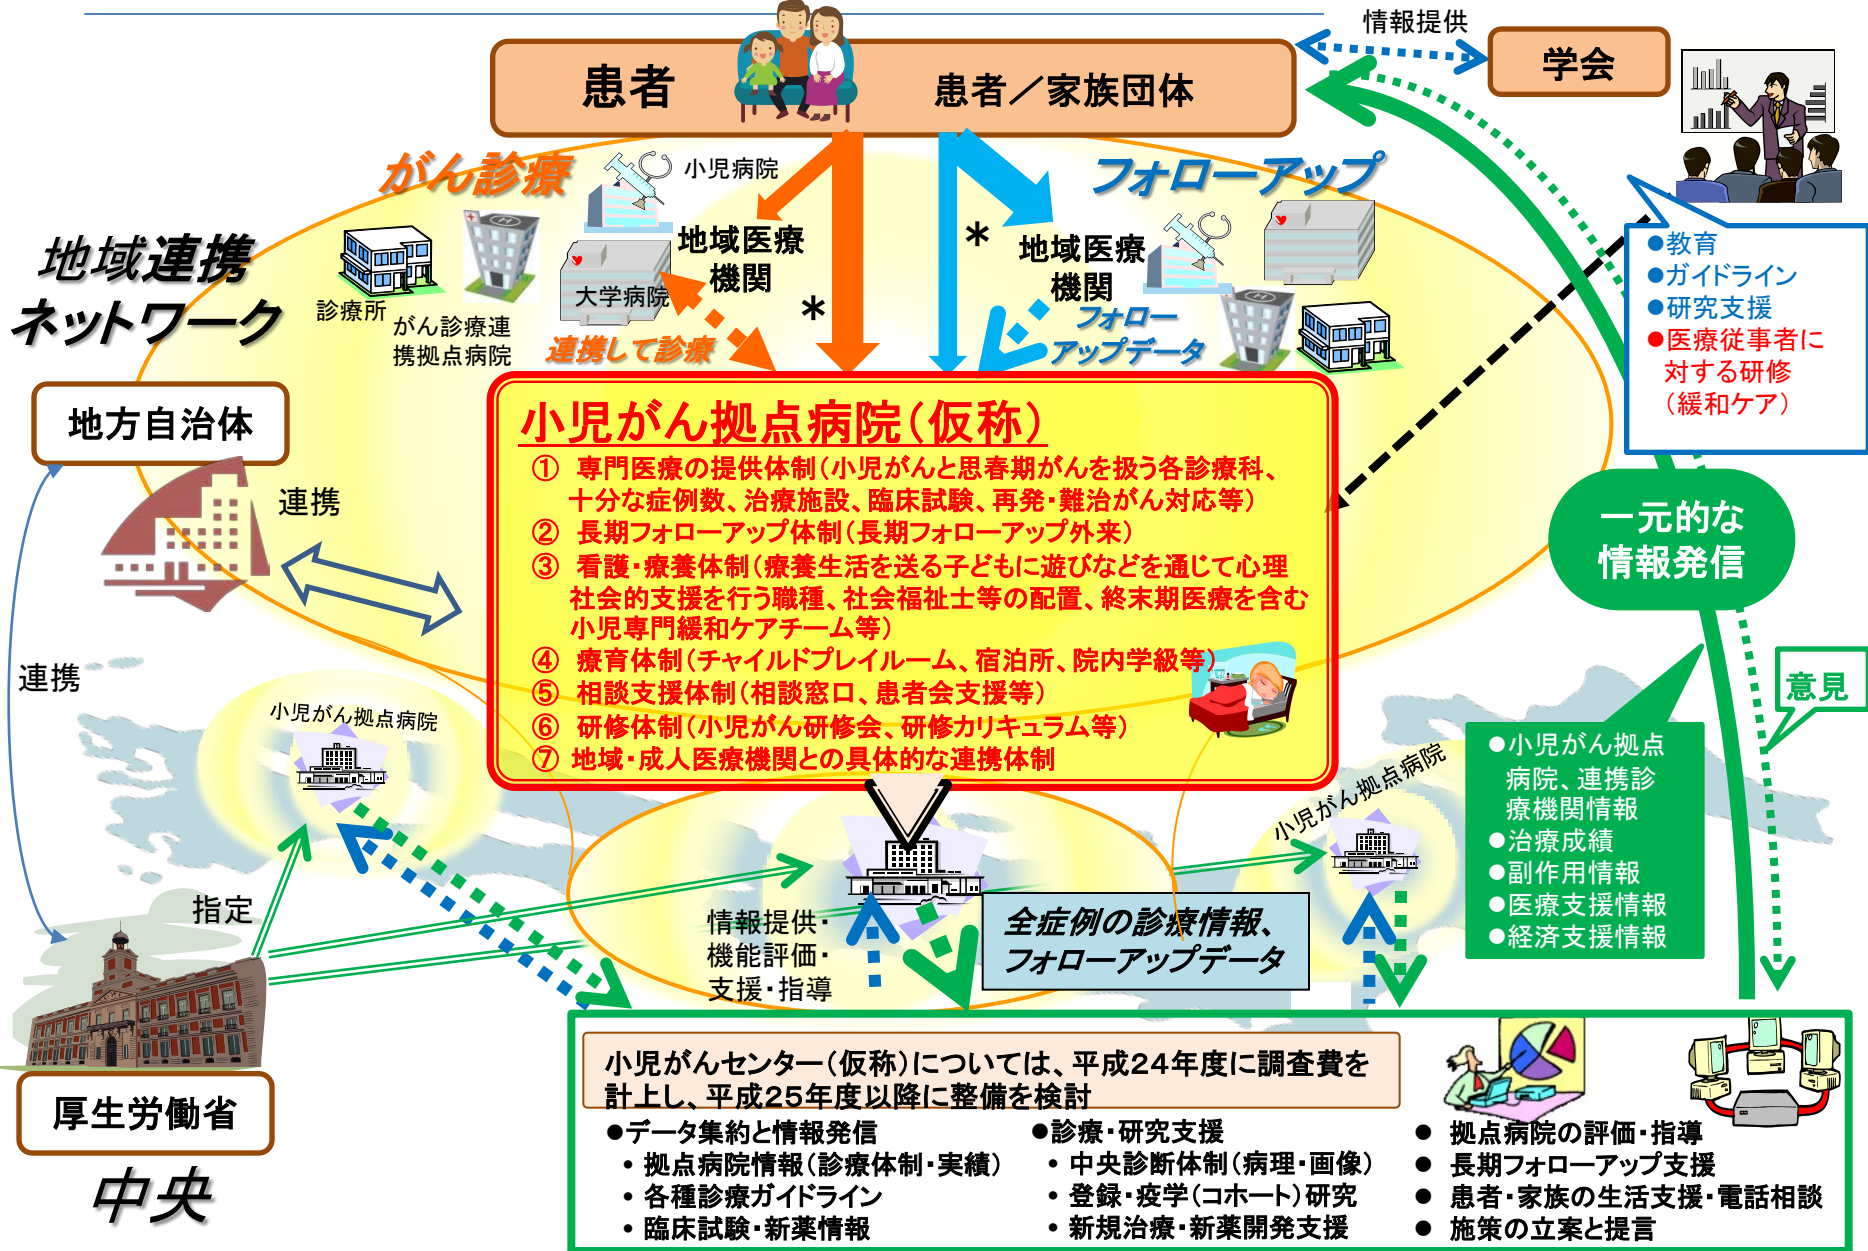 情報提供
学会
患者
患者／家族団体
がん診療
小児病院
フォローアップ
地域医療
機関
＊
＊
地域医療
機関
地域連携
ネットワーク
診療所
がん診療連
携拠点病院
大学病院
連携して診療
フォロー
アップデータ
●教育
●ガイドライン
●研究支援
●医療従事者に
対する研修
（緩和ケア）
地方自治体
連携
小児がん拠点病院（仮称）
① 専門医療の提供体制（小児がんと思春期がんを扱う各診療科、
十分な症例数、治療施設、臨床試験、再発・難治がん対応等）
② 長期フォローアップ体制（長期フォローアップ外来）
③ 看護・療養体制（療養生活を送る子どもに遊びなどを通じて心理
社会的支援を行う職種、社会福祉士等の配置、終末期医療を含む
小児専門緩和ケアチーム等）
④ 療育体制（チャイルドプレイルーム、宿泊所、院内学級等）
⑤ 相談支援体制（相談窓口、患者会支援等）
⑥ 研修体制（小児がん研修会、研修カリキュラム等）
⑦ 地域・成人医療機関との具体的な連携体制
一元的な
情報発信
連携
意見
小児がん拠点病院
小児がん拠点病院
●小児がん拠点
病院、連携診
療機関情報
●治療成績
●副作用情報
●医療支援情報
●経済支援情報
指定
情報提供・
機能評価・
支援・指導
全症例の診療情報、
フォローアップデータ
厚生労働省
中央
小児がんセンター（仮称）については、平成２４年度に調査費を
計上し、平成２５年度以降に整備を検討
●データ集約と情報発信
・拠点病院情報（診療体制・実績）
・各種診療ガイドライン
・臨床試験・新薬情報
●診療・研究支援
・中央診断体制（病理・画像）
・登録・疫学（コホート）研究
・新規治療・新薬開発支援
● 拠点病院の評価・指導
● 長期フォローアップ支援
● 患者・家族の生活支援・電話相談
● 施策の立案と提言